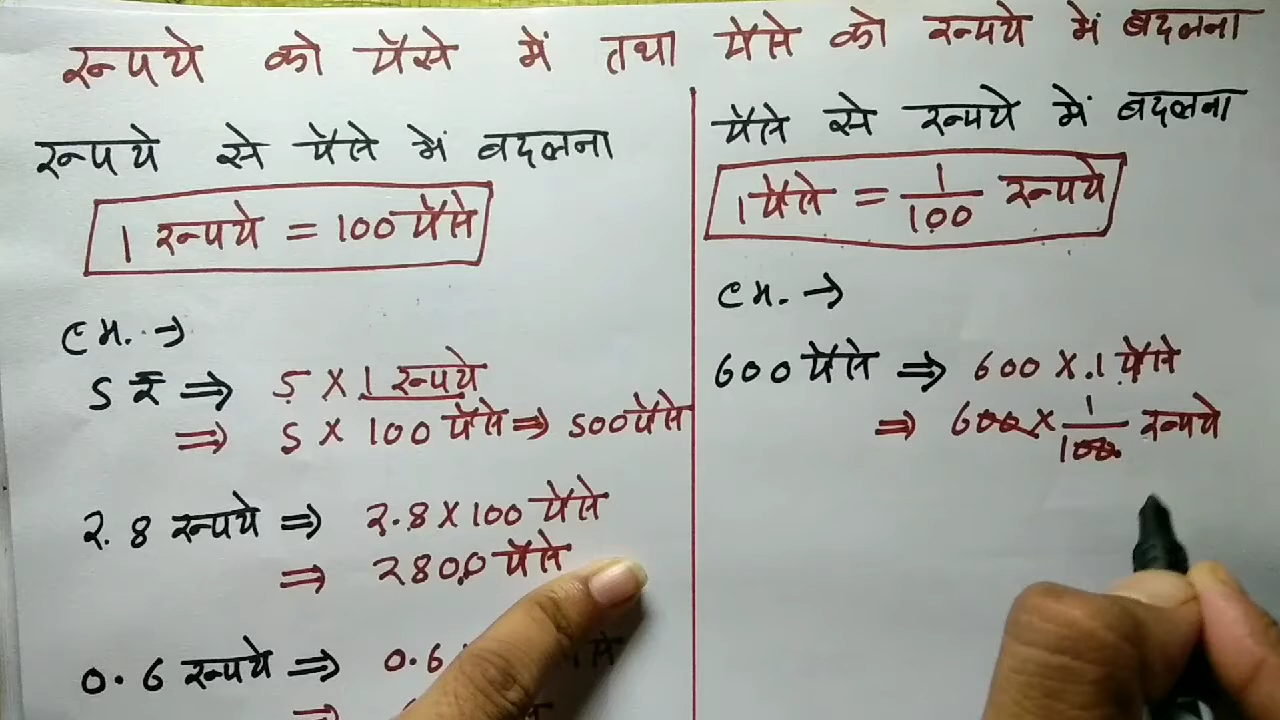 रूपये को पैसे में तथा पैसे को रूपये में बदलना
रूपये से पैसे में बदलना
1 रूपये = 100 पैसे
ex. →
5 रू ⇒ 5 × 1 रूपये
⇒ 5 × 100 पैसे ⇒ 500 पैसे
2.8 रूपये ⇒ 2.8 × 100 पैसे
⇒ 280.0 पैसे
0.6 रूपये ⇒ 0.6
⇒
पैसे से रूपये में बदलना
1 पैसे = 1/100 रूपये
ex. →
600 पैसे ⇒ 600 × 1 पैसे
⇒ 600 × 1/100 रूपये